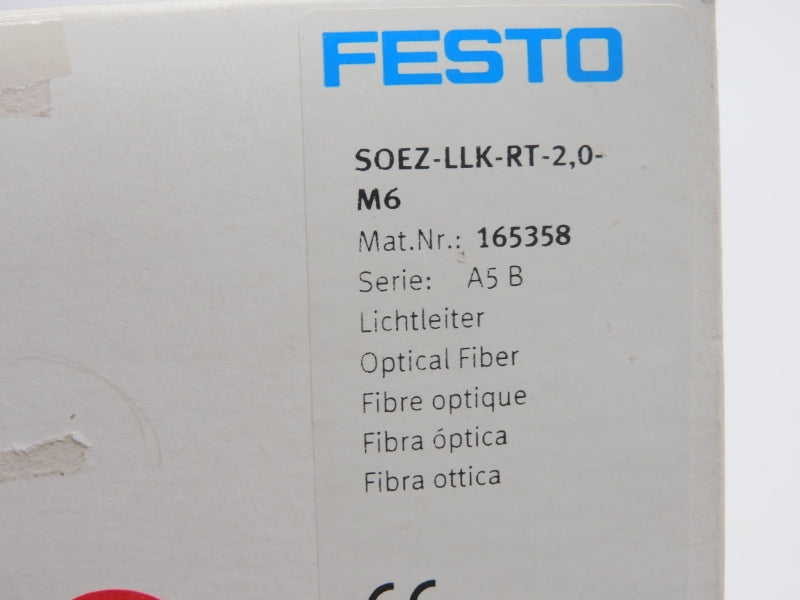 FESTO
SOEZ-LLK-RT-2,0-
M6
Mat.Nr.: 165358
Serie: A5 B
Lichtleiter
Optical Fiber
Fibre optique
Fibra óptica
Fibra ottica